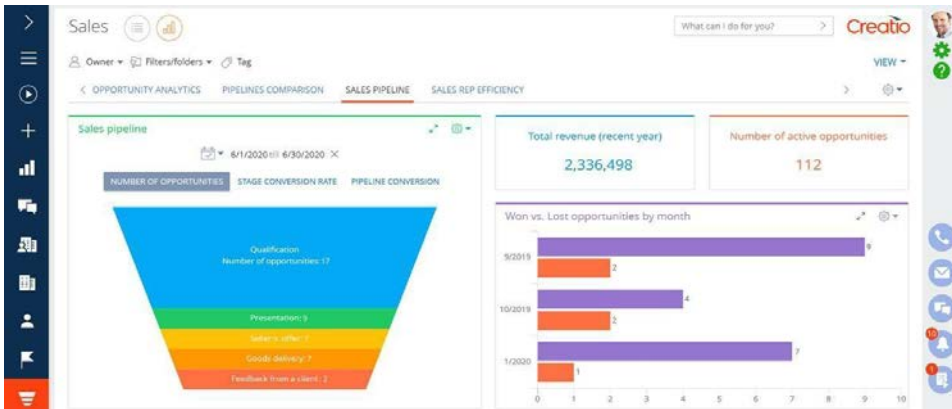 Sales
What can I do for you?
Creatio
Owner
Filters/folders
Tag
VIEW
OPPORTUNITY ANALYTICS
PIPELINES COMPARISON
SALES PIPELINE
SALES REP EFFICIENCY
Sales pipeline
6/1/2020 till 6/30/2020
NUMBER OF OPPORTUNITIES
STAGE CONVERSION RATE
PIPELINE CONVERSION
Qualification
Number of opportunities: 17
Goods delivery: 7
Feedback from a client: 2
Total revenue (recent year)
2,336,498
Number of active opportunities
112
Won vs. Lost opportunities by month
9/2019
9
2
10/2019
4
2
1/2020
7
1
0 1 2 3 4 5 6 7 8 9 10
10
1